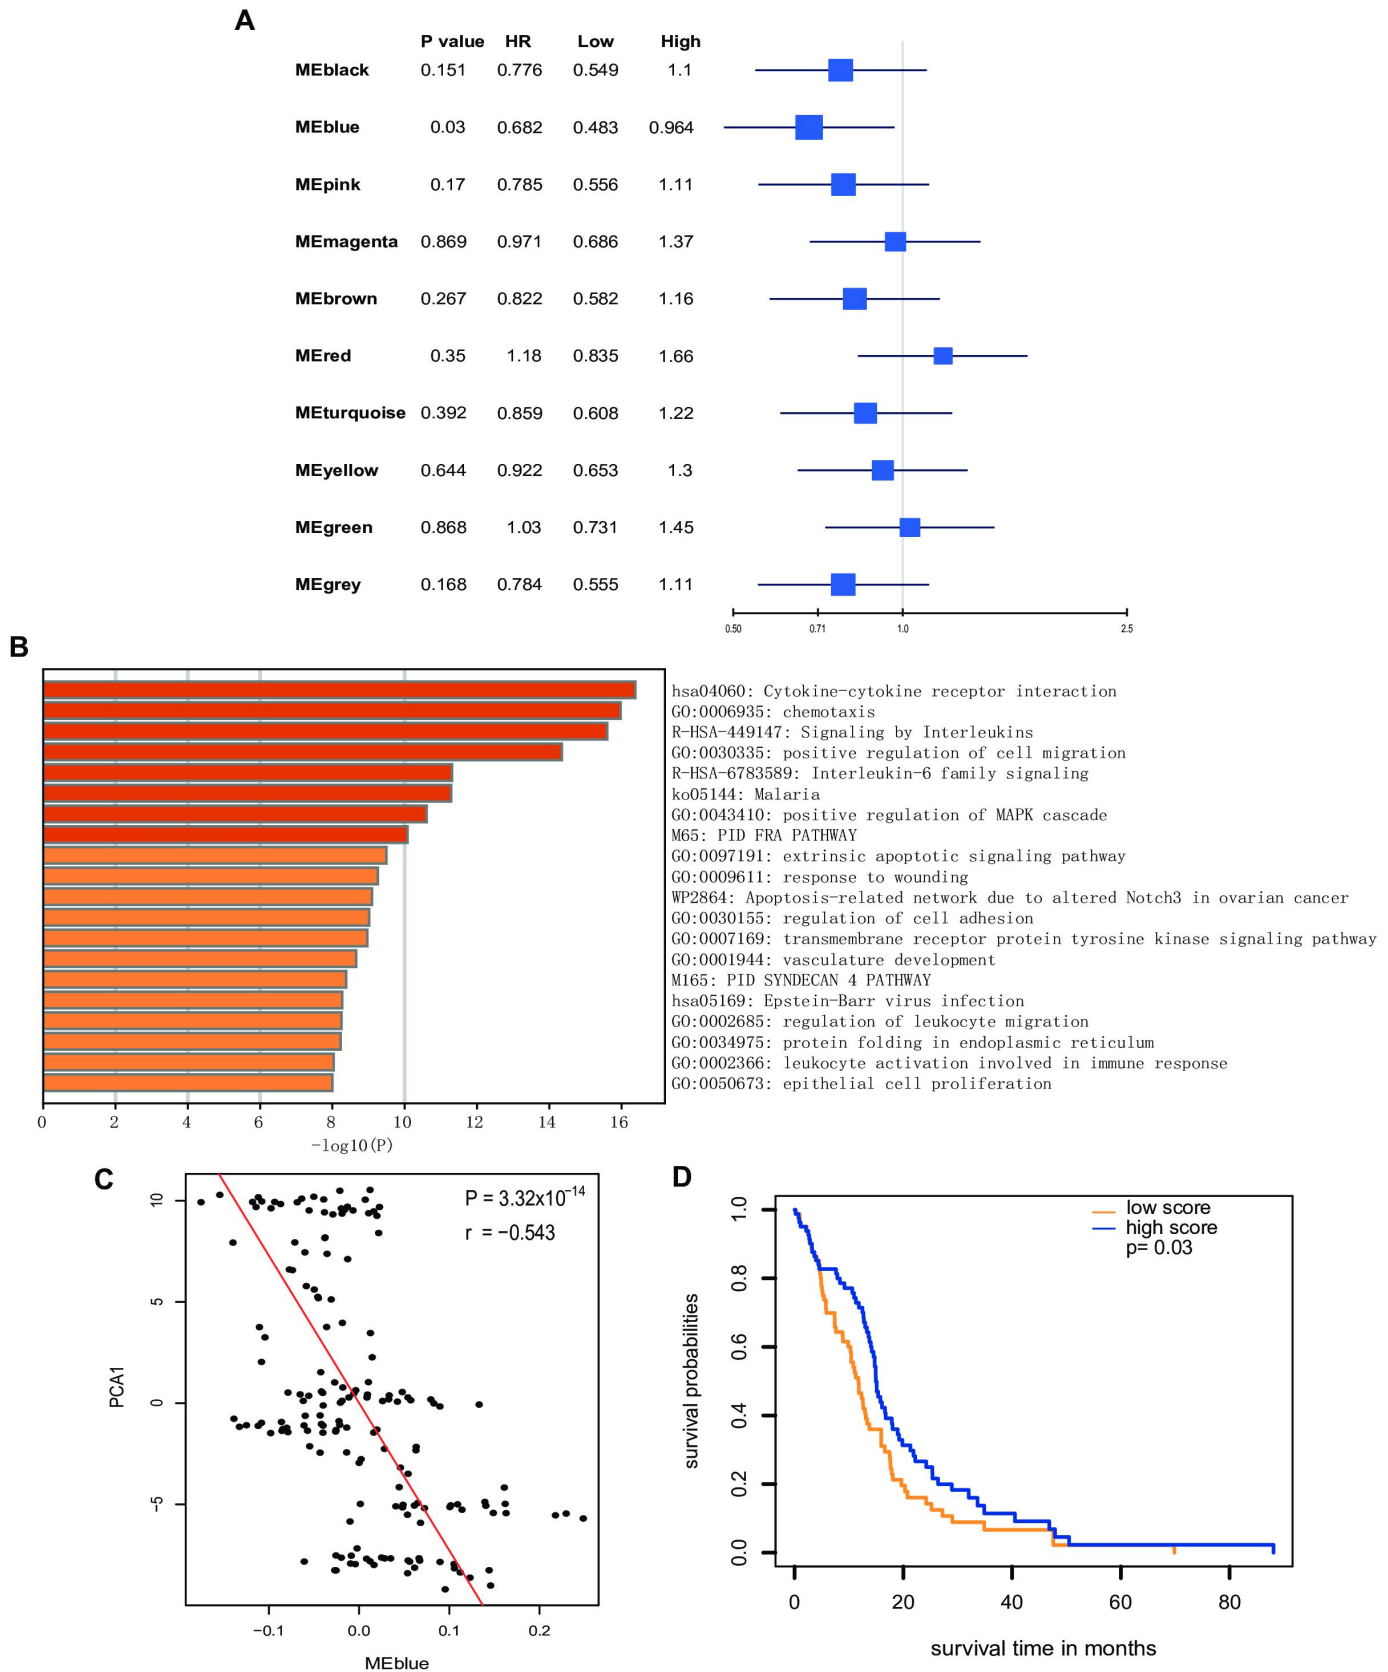 A
P value HR Low High
MEblack 0.151 0.776 0.549 1.1
MEblue 0.03 0.682 0.483 0.964
MEpink 0.17 0.785 0.556 1.11
MEmagenta 0.869 0.971 0.686 1.37
MEbrown 0.267 0.822 0.582 1.16
MEred 0.35 1.18 0.835 1.66
MEturquoise 0.392 0.859 0.608 1.22
MEyellow 0.644 0.922 0.653 1.3
MEgreen 0.868 1.03 0.731 1.45
MEgrey 0.168 0.784 0.555 1.11
0.50 0.71 1.0 2.5
B
hsa04060: Cytokine-cytokine receptor interaction
GO:0006935: chemotaxis
R-HSA-449147: Signaling by Interleukins
GO:0030335: positive regulation of cell migration
R-HSA-6783589: Interleukin-6 family signaling
ko05144: Malaria
GO:0043410: positive regulation of MAPK cascade
M65: PID FRA PATHWAY
GO:0097191: extrinsic apoptotic signaling pathway
GO:0009611: response to wounding
WP2864: Apoptosis-related network due to altered Notch3 in ovarian cancer
GO:0030155: regulation of cell adhesion
GO:0007169: transmembrane receptor protein tyrosine kinase signaling pathway
GO:0001944: vasculature development
M165: PID SYNDECAN 4 PATHWAY
hsa05169: Epstein-Barr virus infection
GO:0002685: regulation of leukocyte migration
GO:0034975: protein folding in endoplasmic reticulum
GO:0002366: leukocyte activation involved in immune response
GO:0050673: epithelial cell proliferation
0 2 4 6 8 10 12 14 16
-log10(P)
C
P = 3.32x10⁻¹⁴
r = −0.543
10
5
0
−5
PCA1
−0.1 0.0 0.1 0.2
MEblue
D
low score
high score
p= 0.03
1.0
0.8
0.6
0.4
0.2
0.0
survival probabilities
0 20 40 60 80
survival time in months